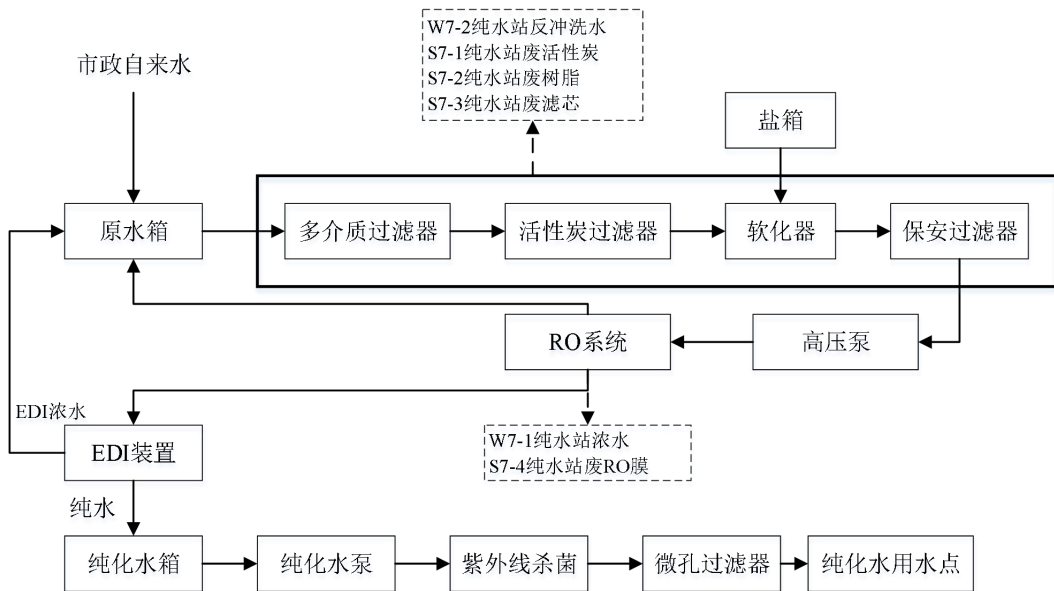 W7-2纯水站反冲洗水
S7-1纯水站废活性炭
S7-2纯水站废树脂
S7-3纯水站废滤芯
市政自来水
盐箱
原水箱
多介质过滤器
活性炭过滤器
软化器
保安过滤器
RO系统
高压泵
EDI浓水
EDI装置
W7-1纯水站浓水
S7-4纯水站废RO膜
纯水
纯化水箱
纯化水泵
紫外线杀菌
微孔过滤器
纯化水用水点